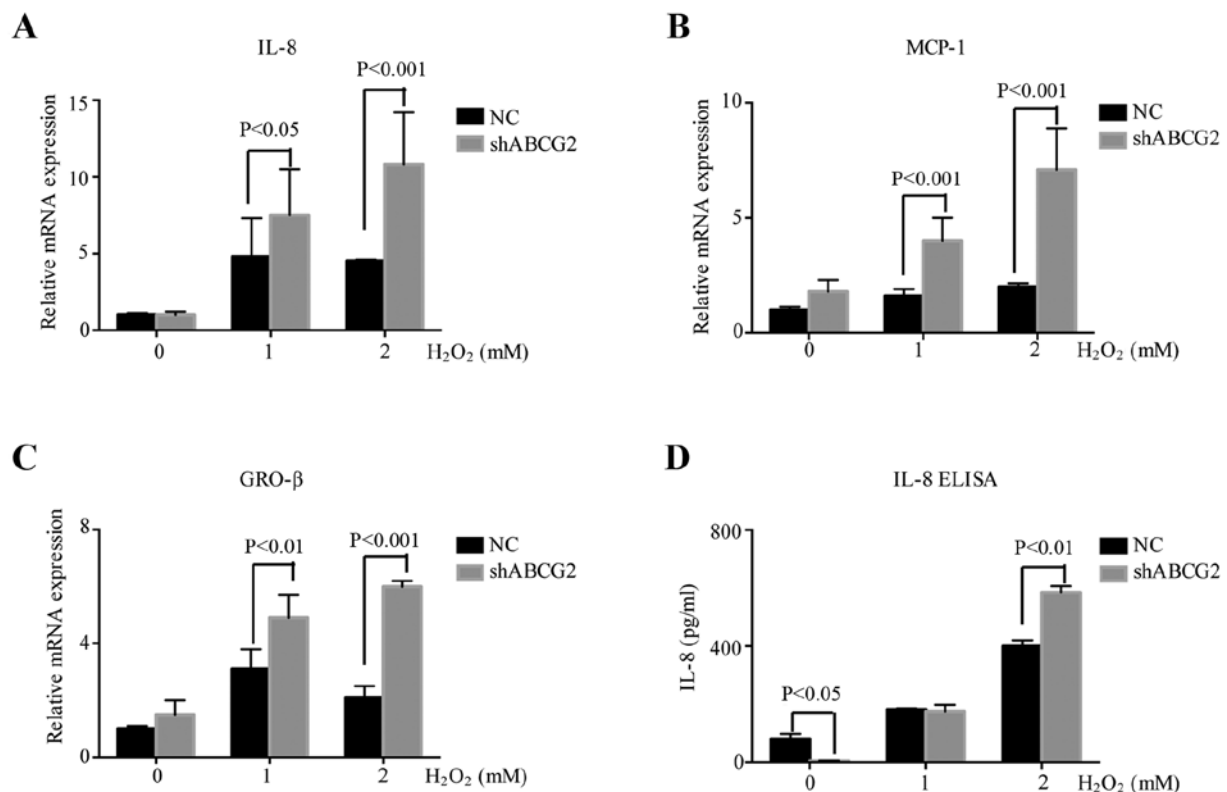 A
IL-8
Relative mRNA expression
15
10
5
0
P<0.05
P<0.001
NC
shABCG2
0 1 2 H₂O₂ (mM)
B
MCP-1
Relative mRNA expression
10
5
0
P<0.001
P<0.001
NC
shABCG2
0 1 2 H₂O₂ (mM)
C
GRO-β
Relative mRNA expression
8
4
0
P<0.01
P<0.001
NC
shABCG2
0 1 2 H₂O₂ (mM)
D
IL-8 ELISA
IL-8 (pg/ml)
800
400
0
P<0.05
P<0.01
NC
shABCG2
0 1 2 H₂O₂ (mM)